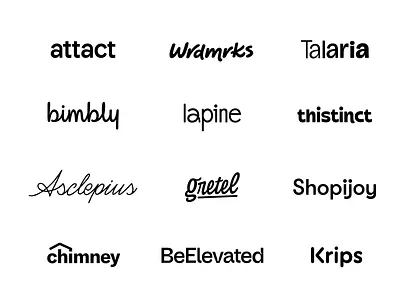 attact
Wrdmrks
Talaria
bimbly
lapine
thistinct
Asclepius
gretel
Shopijoy
chimney
BeElevated
Krips